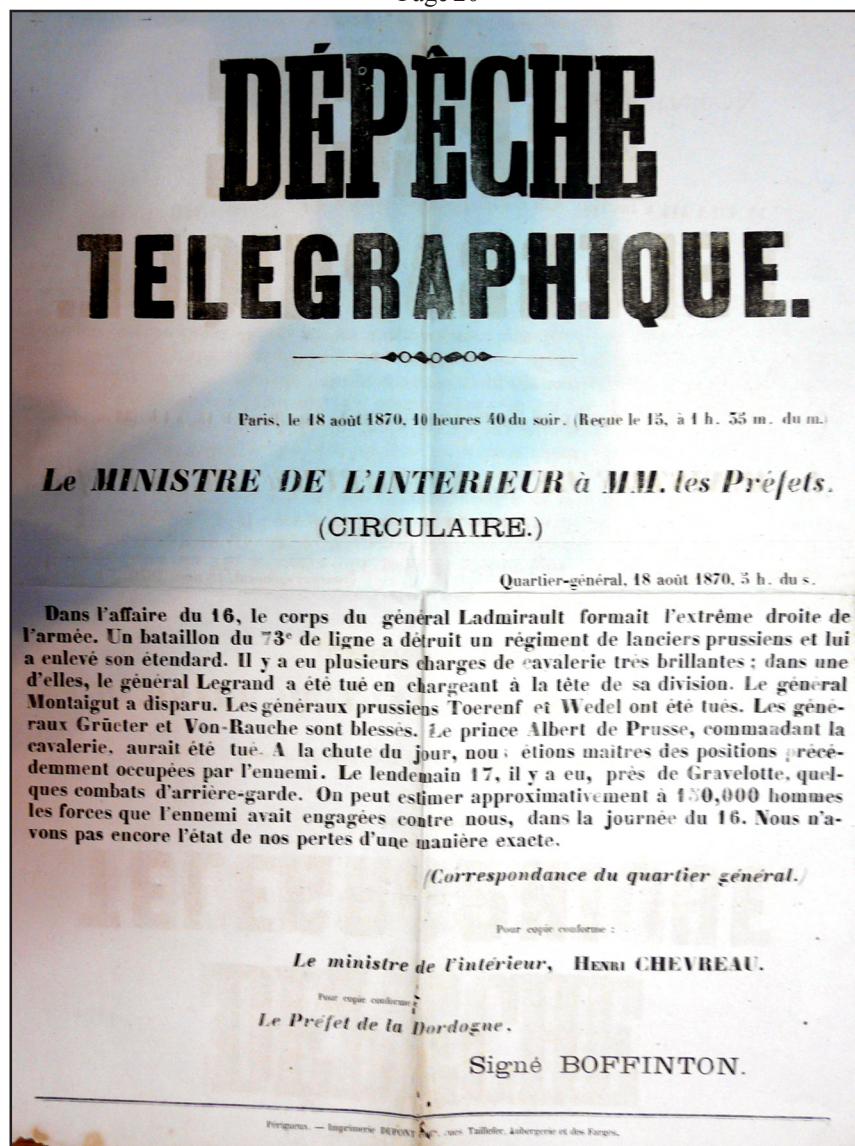 Page 20
DÉPÊCHE
TELEGRAPHIQUE.
Paris, le 18 août 1870, 10 heures 40 du soir. (Reçue le 15, à 1 h. 35 m. du m.)
Le MINISTRE DE L'INTERIEUR à MM. les Préfets.
(CIRCULAIRE.)
Quartier-général, 18 août 1870, 5 h. du s.
Dans l'affaire du 16, le corps du général Ladmirault formait l'extrême droite de
l'armée. Un bataillon du 73e de ligne a détruit un régiment de lanciers prussiens et lui
a enlevé son étendard. Il y a eu plusieurs charges de cavalerie très brillantes ; dans une
d'elles, le général Legrand a été tué en chargeant à la tête de sa division. Le général
Montaigut a disparu. Les généraux prussiens Toerenf et Wedel ont été tués. Les géné-
raux Grücter et Von-Rauche sont blessés. Le prince Albert de Prusse, commandant la
cavalerie, aurait été tué. A la chute du jour, nous étions maîtres des positions précé-
demment occupées par l'ennemi. Le lendemain 17, il y a eu, près de Gravelotte, quel-
ques combats d'arrière-garde. On peut estimer approximativement à 150,000 hommes
les forces que l'ennemi avait engagées contre nous, dans la journée du 16. Nous n'a-
vons pas encore l'état de nos pertes d'une manière exacte.
(Correspondance du quartier général.)
Pour copie conforme :
Le ministre de l'intérieur, HENRI CHEVREAU.
Pour copie conforme :
Le Préfet de la Dordogne.
Signé BOFFINTON.
Périgueux. — Imprimerie DUPONT rues Taillefer, Aubergerie et des Farges.